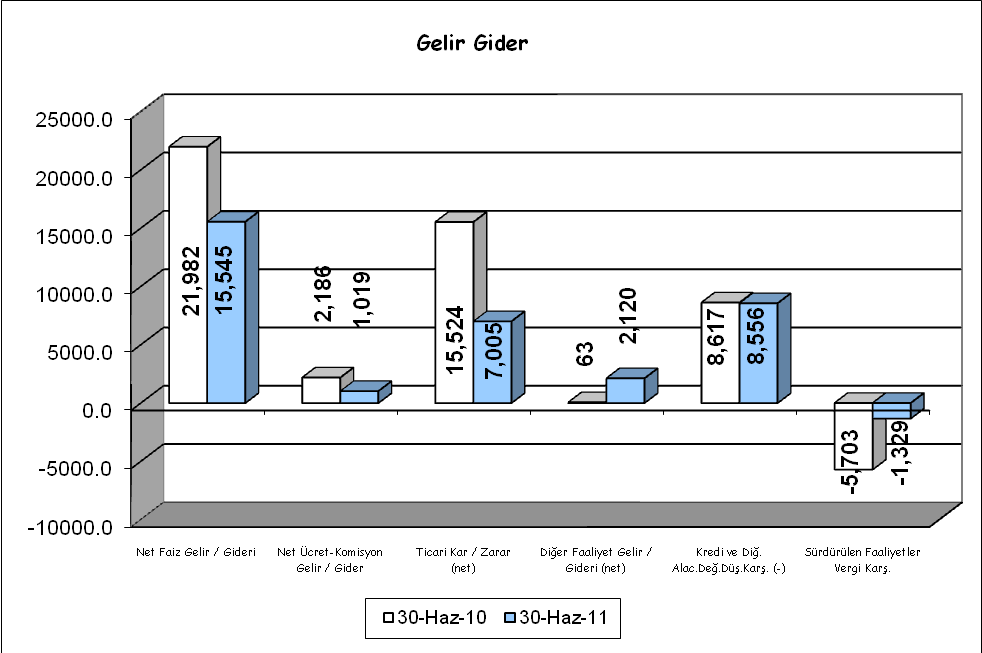 Gelir Gider
25000.0
20000.0
15000.0
10000.0
5000.0
0.0
-5000.0
-10000.0
21,982
15,545
2,186
1,019
15,524
7,005
63
2,120
8,617
8,556
-5,703
-1,329
Net Faiz Gelir / Gideri
Net Ücret-Komisyon
Gelir / Gider
Ticari Kar / Zarar
(net)
Diğer Faaliyet Gelir /
Gideri (net)
Kredi ve Diğ.
Alac.Değ.Düş.Karş. (-)
Sürdürülen Faaliyetler
Vergi Karş.
30-Haz-10
30-Haz-11